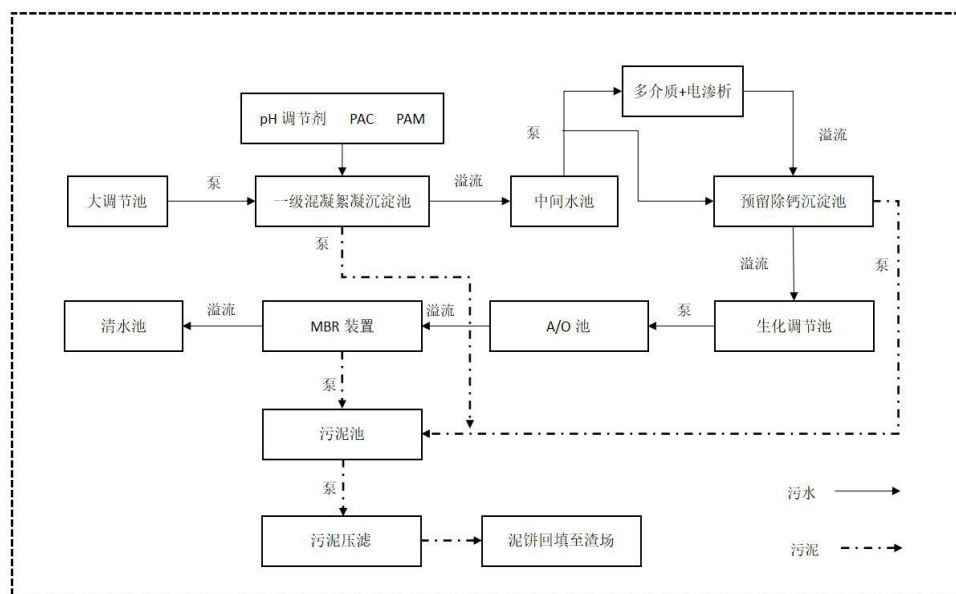 多介质+电渗析
pH 调节剂 PAC PAM
泵
溢流
泵
溢流
大调节池
一级混凝絮凝沉淀池
中间水池
预留除钙沉淀池
泵
溢流
泵
溢流
溢流
泵
清水池
MBR 装置
A/O 池
生化调节池
泵
污泥池
泵
污水
污泥压滤
泥饼回填至渣场
污泥